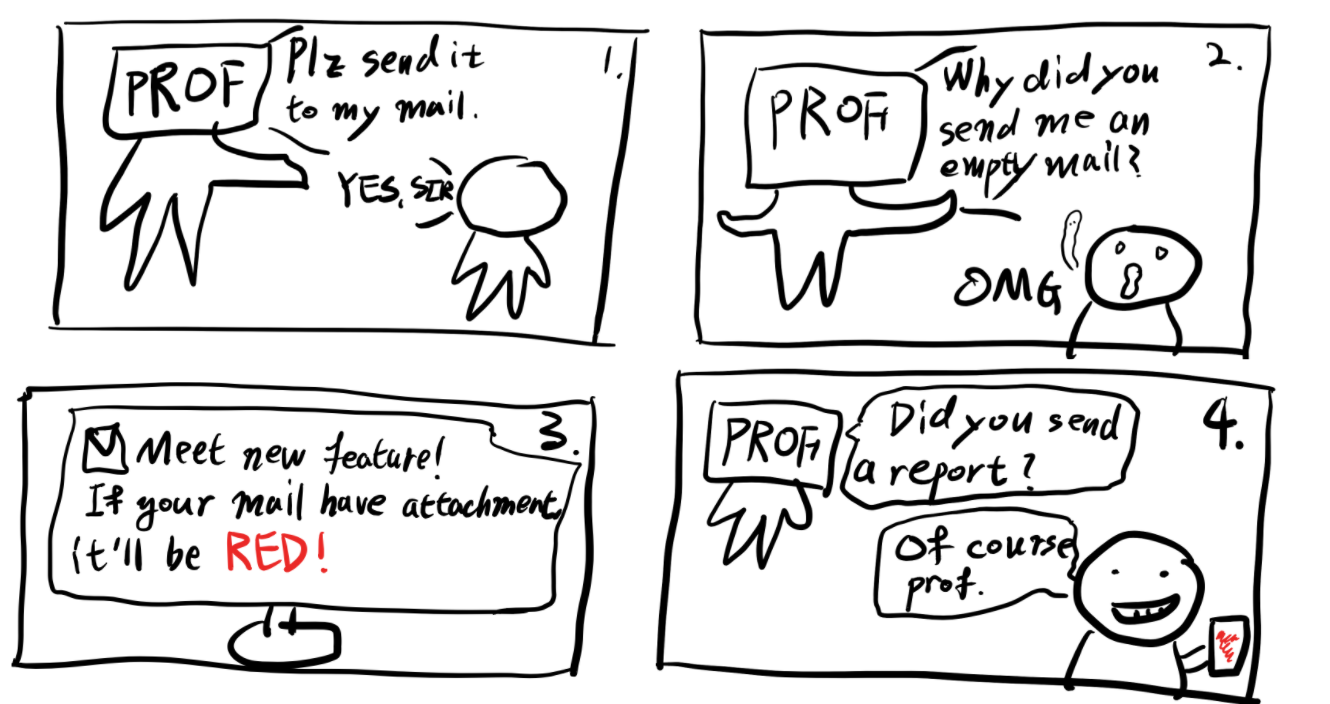 1.
PROF
Plz send it
to my mail.
YES, SIR
2.
PROF
Why did you
send me an
empty mail?
OMG
3.
Meet new feature!
If your mail have attachment,
it'll be RED!
4.
PROF
Did you send
a report?
Of course
prof.